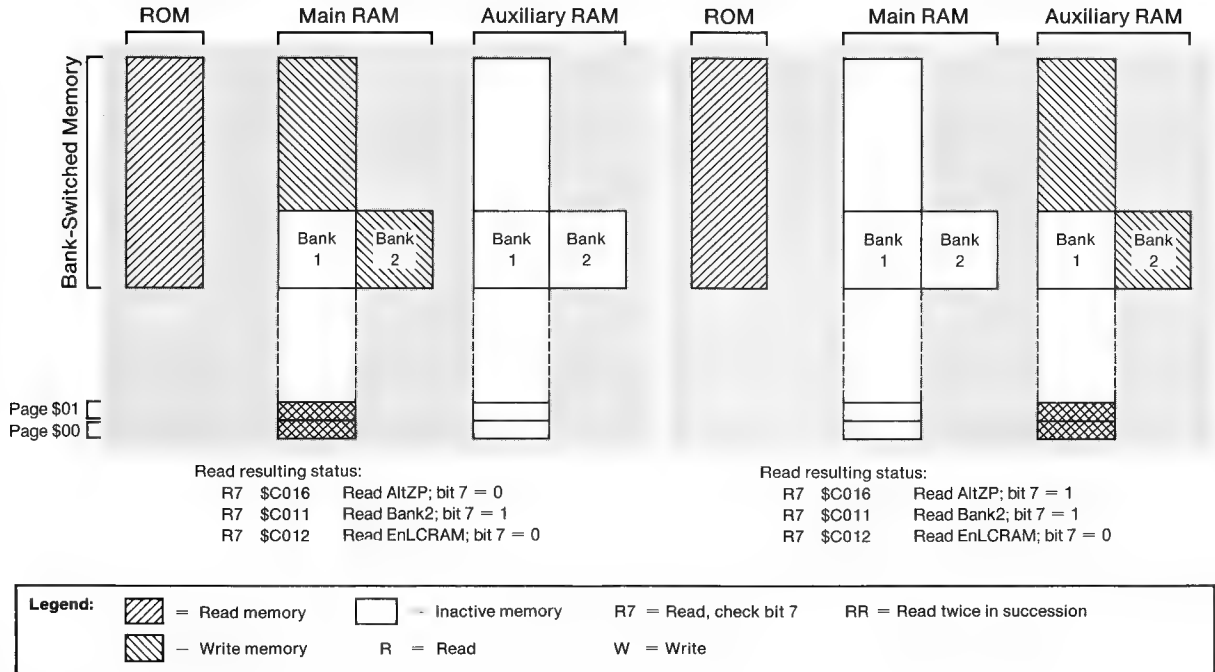 ROM Main RAM Auxiliary RAM ROM Main RAM Auxiliary RAM
Bank-Switched Memory
Bank 1
Bank 2
Bank 1
Bank 2
Bank 1
Bank 2
Bank 1
Bank 2
Page $01
Page $00
Read resulting status:
R7 $C016 Read AltZP; bit 7 = 0
R7 $C011 Read Bank2; bit 7 = 1
R7 $C012 Read EnLCRAM; bit 7 = 0
Read resulting status:
R7 $C016 Read AltZP; bit 7 = 1
R7 $C011 Read Bank2; bit 7 = 1
R7 $C012 Read EnLCRAM; bit 7 = 0
Legend: = Read memory - Inactive memory R7 = Read, check bit 7 RR = Read twice in succession
– Write memory R = Read W = Write